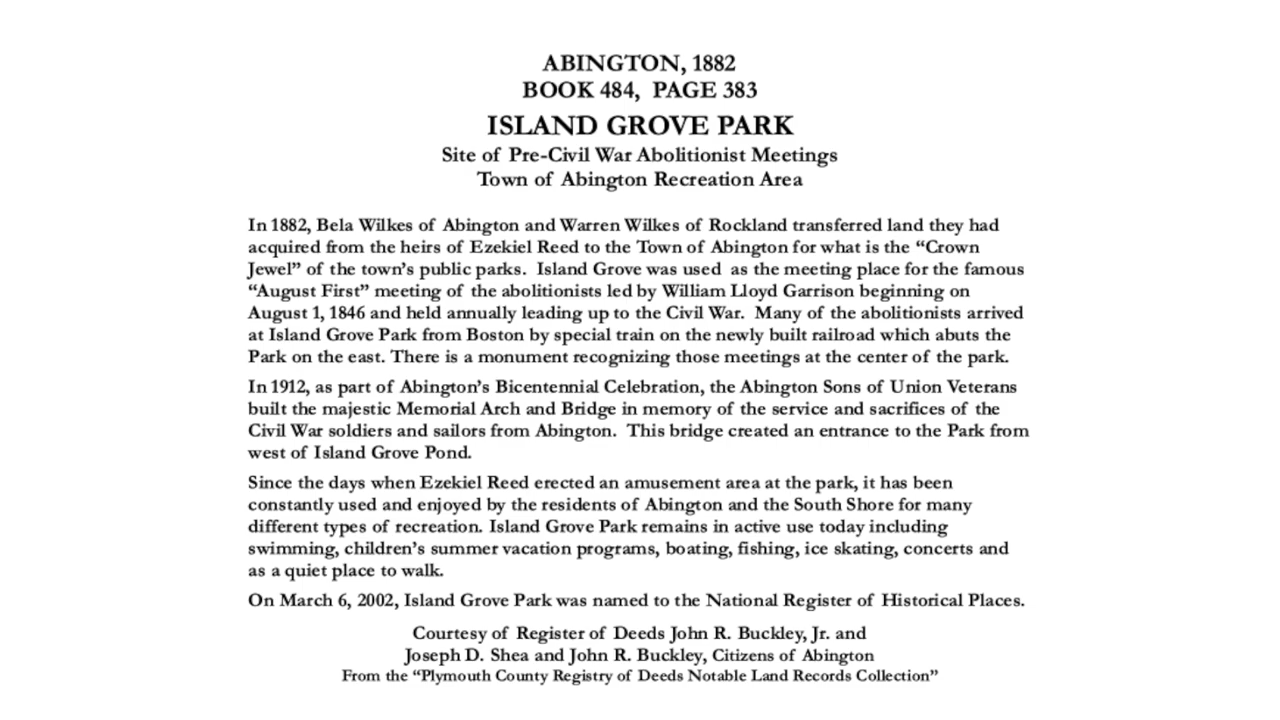 ABINGTON, 1882
BOOK 484, PAGE 383
ISLAND GROVE PARK
Site of Pre-Civil War Abolitionist Meetings
Town of Abington Recreation Area
In 1882, Bela Wilkes of Abington and Warren Wilkes of Rockland transferred land they had
acquired from the heirs of Ezekiel Reed to the Town of Abington for what is the “Crown
Jewel” of the town’s public parks. Island Grove was used as the meeting place for the famous
“August First” meeting of the abolitionists led by William Lloyd Garrison beginning on
August 1, 1846 and held annually leading up to the Civil War. Many of the abolitionists arrived
at Island Grove Park from Boston by special train on the newly built railroad which abuts the
Park on the east. There is a monument recognizing those meetings at the center of the park.
In 1912, as part of Abington’s Bicentennial Celebration, the Abington Sons of Union Veterans
built the majestic Memorial Arch and Bridge in memory of the service and sacrifices of the
Civil War soldiers and sailors from Abington. This bridge created an entrance to the Park from
west of Island Grove Pond.
Since the days when Ezekiel Reed erected an amusement area at the park, it has been
constantly used and enjoyed by the residents of Abington and the South Shore for many
different types of recreation. Island Grove Park remains in active use today including
swimming, children’s summer vacation programs, boating, fishing, ice skating, concerts and
as a quiet place to walk.
On March 6, 2002, Island Grove Park was named to the National Register of Historical Places.
Courtesy of Register of Deeds John R. Buckley, Jr. and
Joseph D. Shea and John R. Buckley, Citizens of Abington
From the “Plymouth County Registry of Deeds Notable Land Records Collection”